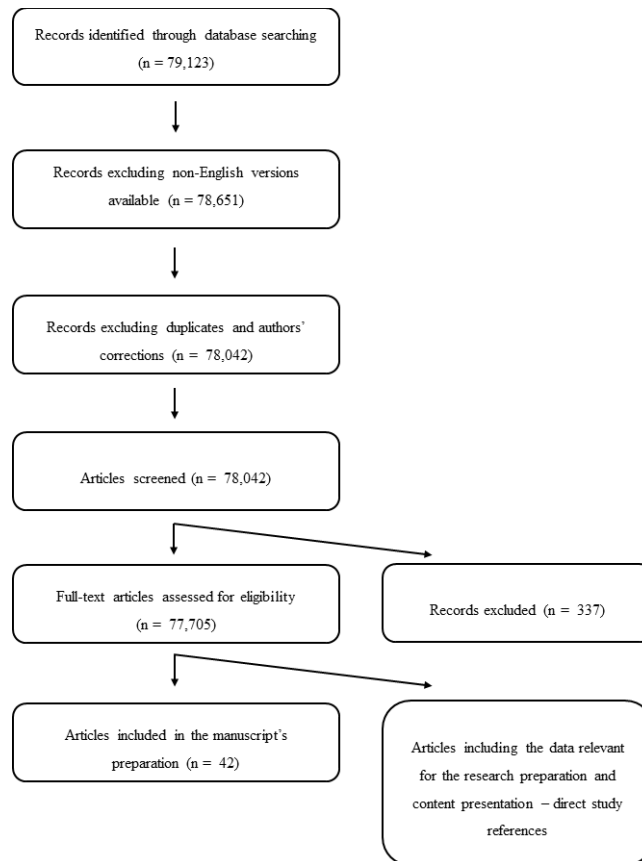 Records identified through database searching
(n = 79,123)
Records excluding non-English versions
available (n = 78,651)
Records excluding duplicates and authors'
corrections (n = 78,042)
Articles screened (n = 78,042)
Full-text articles assessed for eligibility
(n = 77,705)
Records excluded (n = 337)
Articles included in the manuscript's
preparation (n = 42)
Articles including the data relevant
for the research preparation and
content presentation – direct study
references